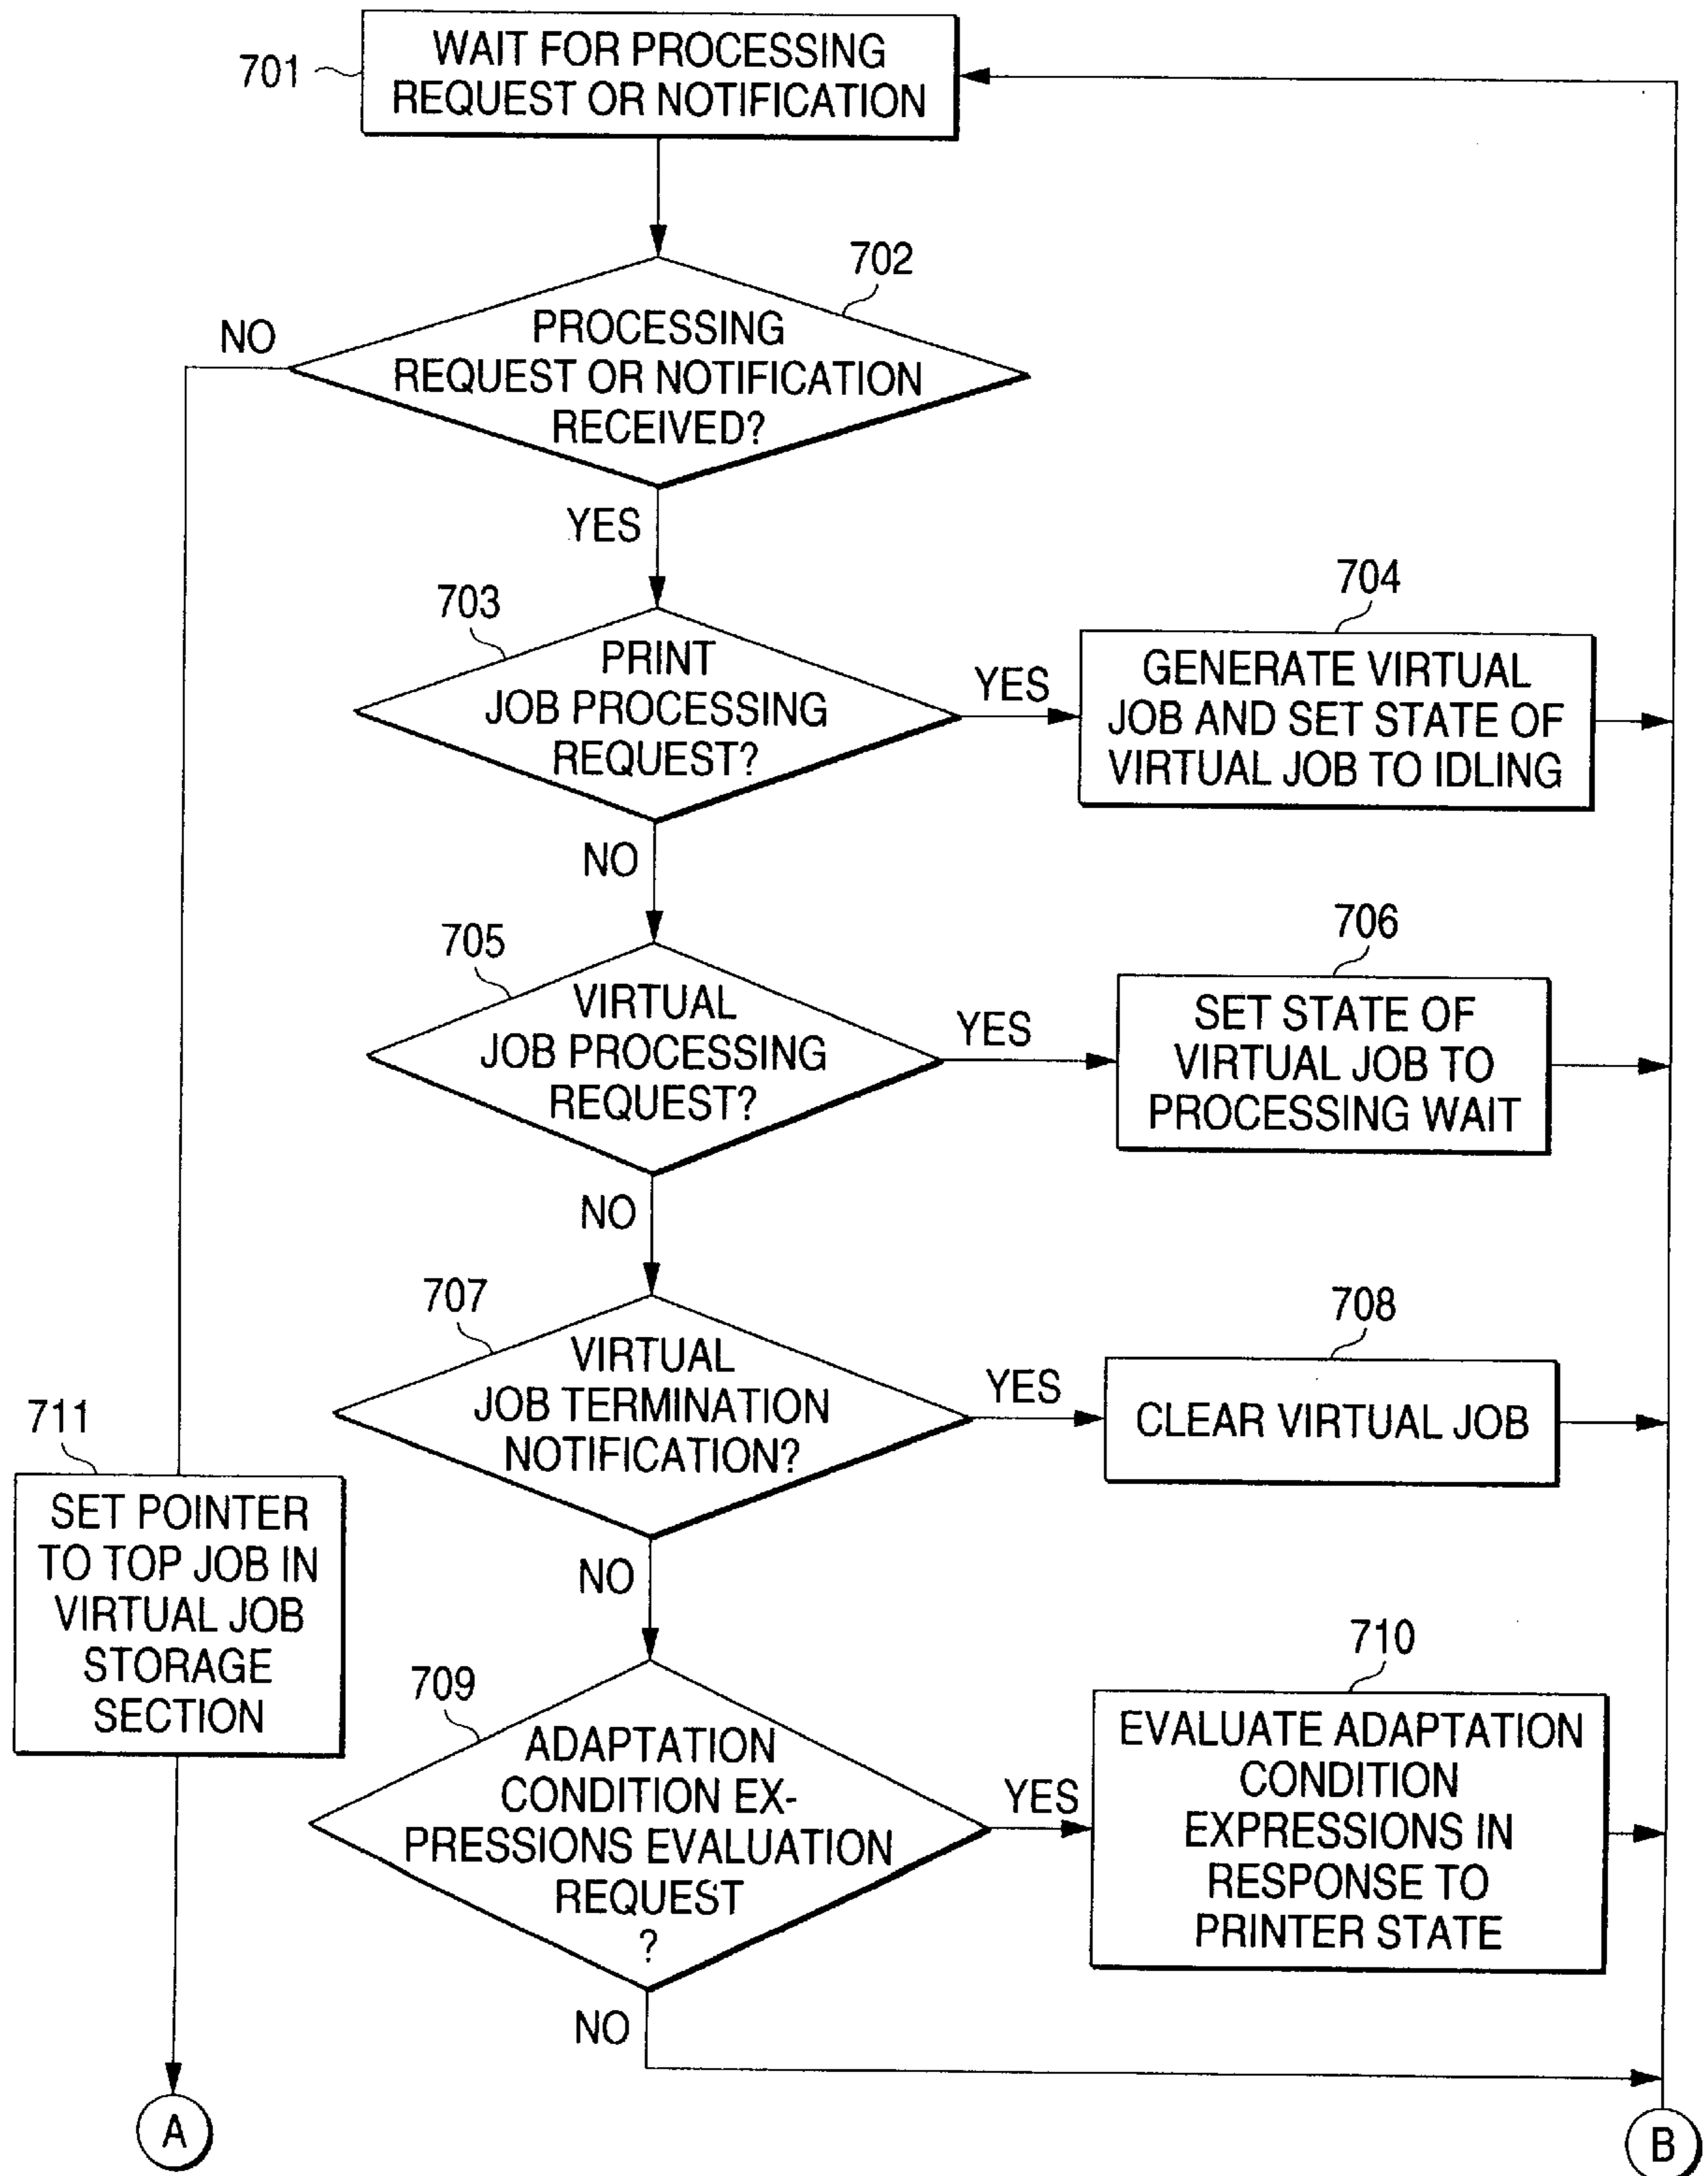 701
WAIT FOR PROCESSING
REQUEST OR NOTIFICATION
702
PROCESSING
REQUEST OR NOTIFICATION
RECEIVED?
NO
YES
703
PRINT
JOB PROCESSING
REQUEST?
YES
704
GENERATE VIRTUAL
JOB AND SET STATE OF
VIRTUAL JOB TO IDLING
NO
705
VIRTUAL
JOB PROCESSING
REQUEST?
YES
706
SET STATE OF
VIRTUAL JOB TO
PROCESSING WAIT
NO
707
VIRTUAL
JOB TERMINATION
NOTIFICATION?
YES
708
CLEAR VIRTUAL JOB
NO
711
SET POINTER
TO TOP JOB IN
VIRTUAL JOB
STORAGE
SECTION
709
ADAPTATION
CONDITION EX-
PRESSIONS EVALUATION
REQUEST
?
YES
710
EVALUATE ADAPTATION
CONDITION
EXPRESSIONS IN
RESPONSE TO
PRINTER STATE
NO
A
B